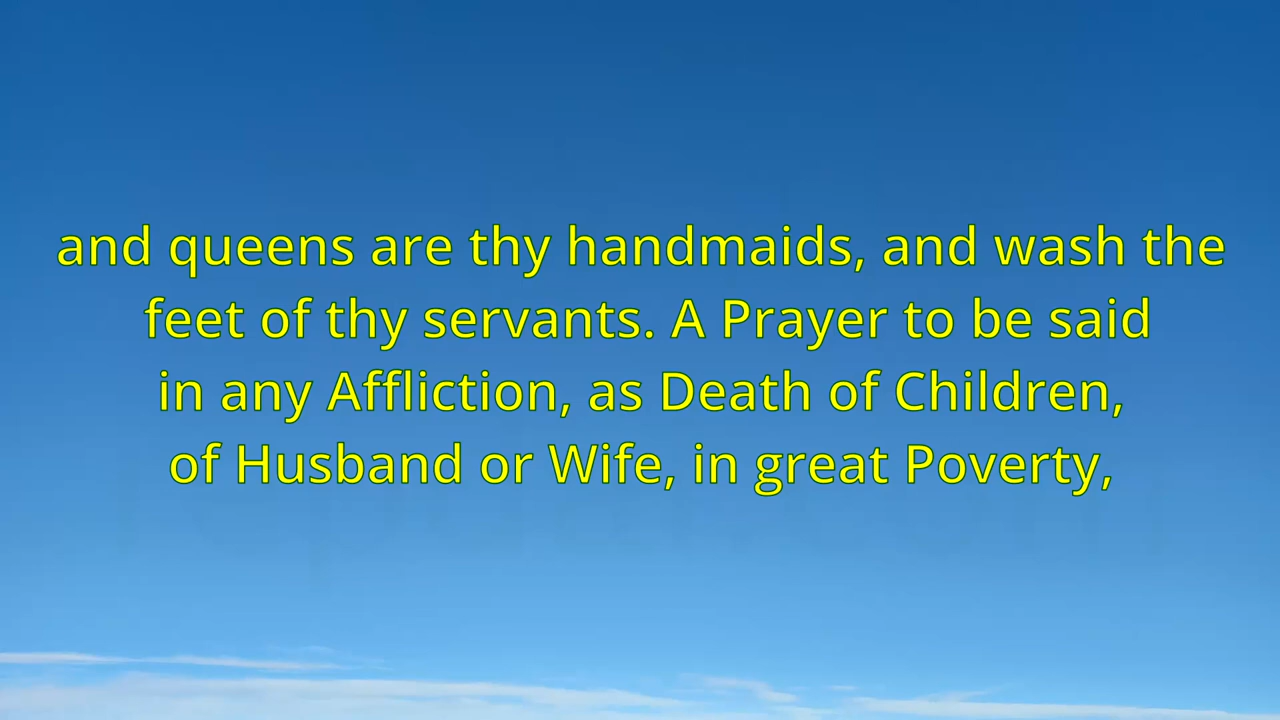 and queens are thy handmaids, and wash the
feet of thy servants. A Prayer to be said
in any Affliction, as Death of Children,
of Husband or Wife, in great Poverty,